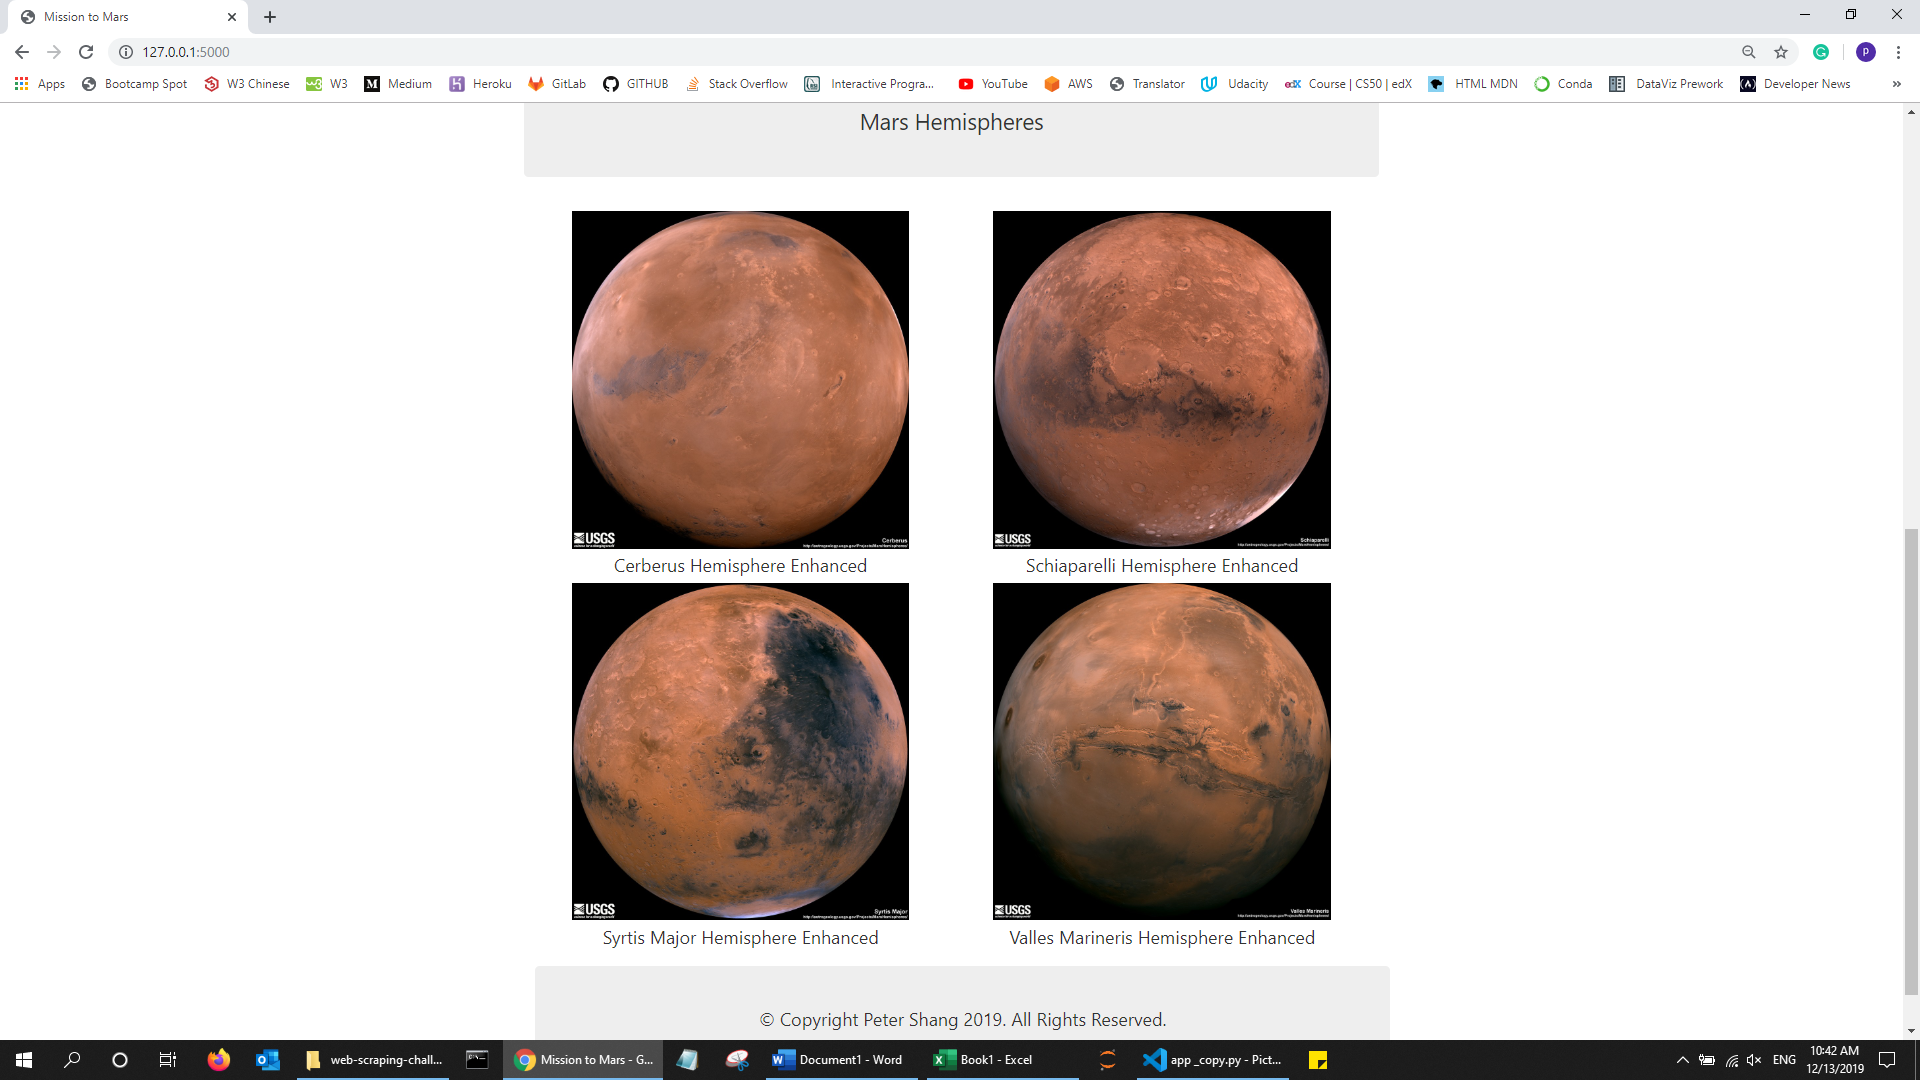 Mission to Mars
127.0.0.1:5000
Apps Bootcamp Spot W3 Chinese W3 Medium Heroku GitLab GITHUB Stack Overflow Interactive Progra... YouTube AWS Translator Udacity edX Course | CS50 | edX HTML MDN Conda DataViz Prework Developer News »
Mars Hemispheres
USGS Cerberus
USGS Schiaparelli
Cerberus Hemisphere Enhanced Schiaparelli Hemisphere Enhanced
USGS Syrtis Major
USGS Valles Marineris
Syrtis Major Hemisphere Enhanced Valles Marineris Hemisphere Enhanced
© Copyright Peter Shang 2019. All Rights Reserved.
web-scraping-chall... Mission to Mars - G... Document1 - Word Book1 - Excel app _copy.py - Pict... ENG 10:42 AM
12/13/2019